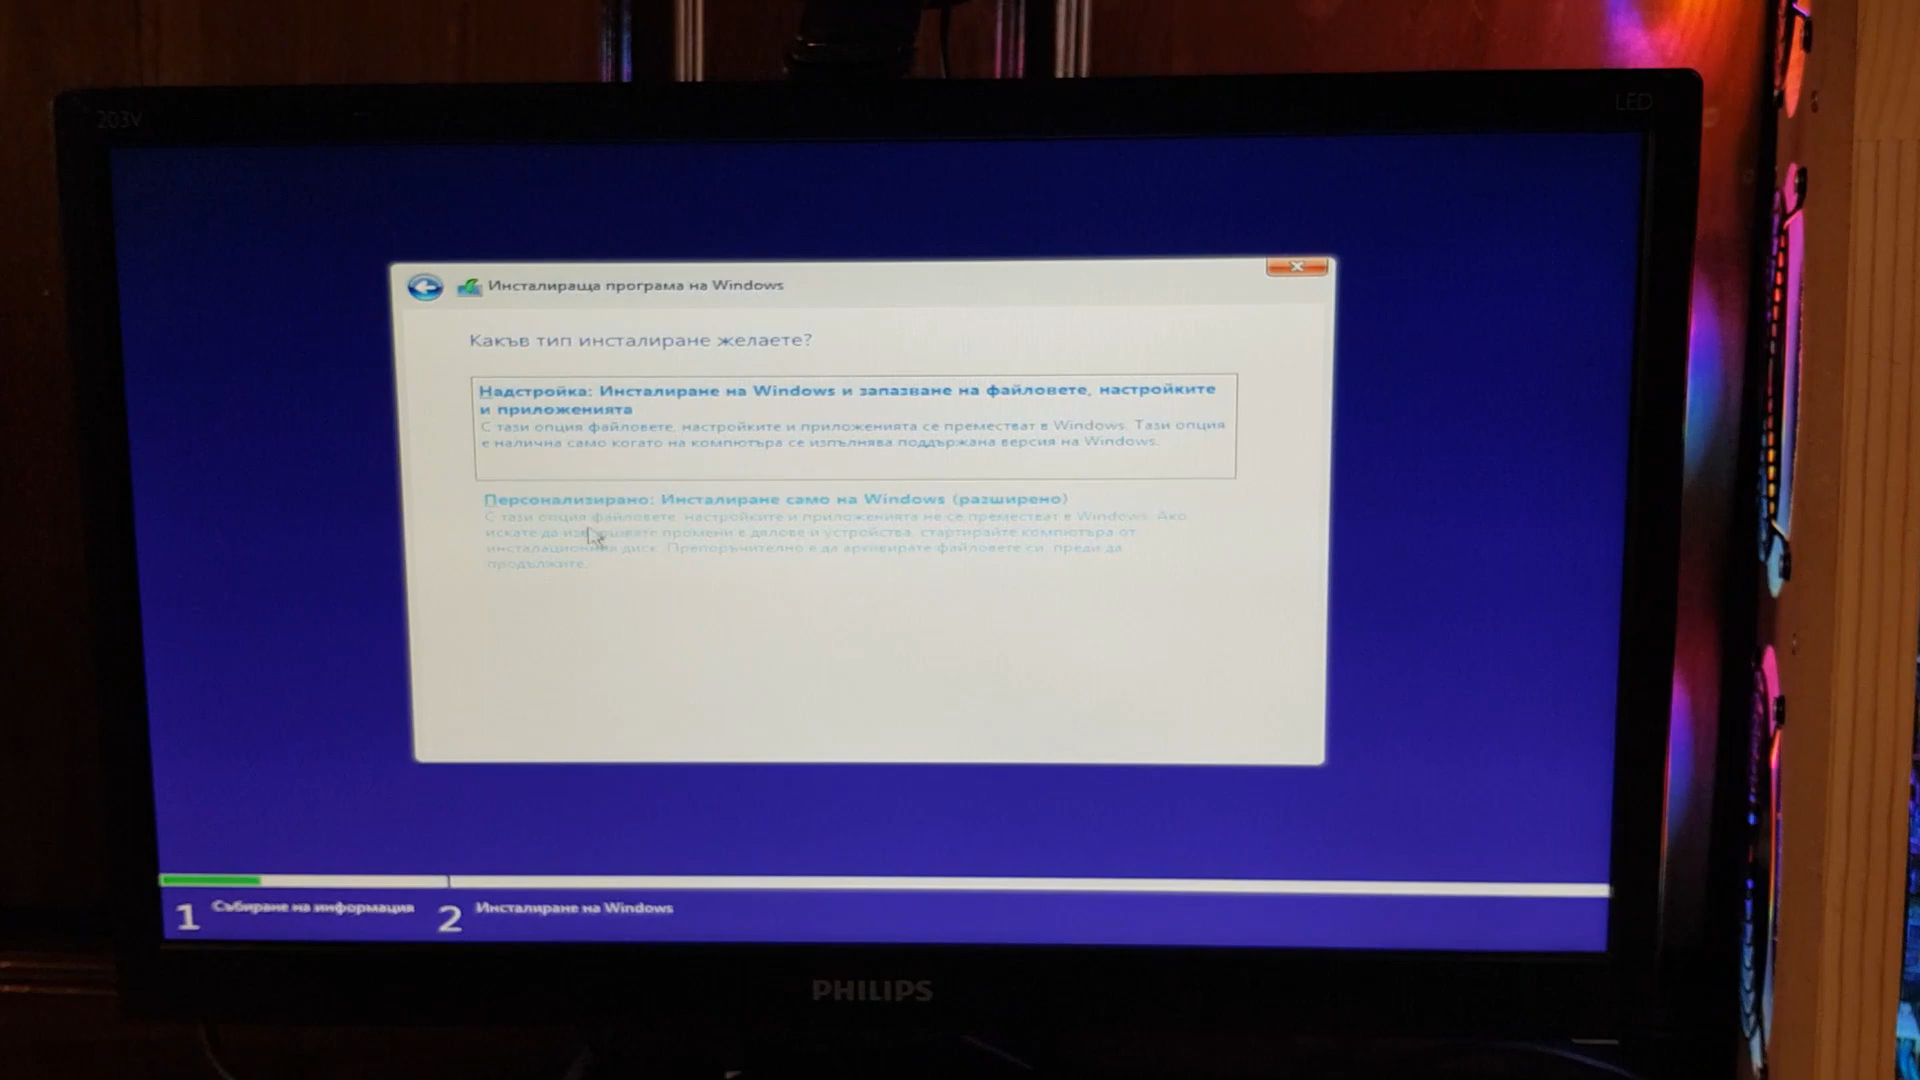 203V
LED
Инсталираща програма на Windows
Какъв тип инсталиране желаете?
Надстройка: Инсталиране на Windows и запазване на файловете, настройките
и приложенията
С тази опция файловете, настройките и приложенията се преместват в Windows. Тази опция
е налична само когато на компютъра се изпълнява поддържана версия на Windows.
Персонализирано: Инсталиране само на Windows (разширено)
С тази опция файловете, настройките и приложенията не се преместват в Windows. Ако
искате да извършвате промени в дялове и устройства, стартирайте компютъра от
инсталационния диск. Препоръчително е да архивирате файловете си, преди да
продължите.
1 Събиране на информация 2 Инсталиране на Windows
PHILIPS